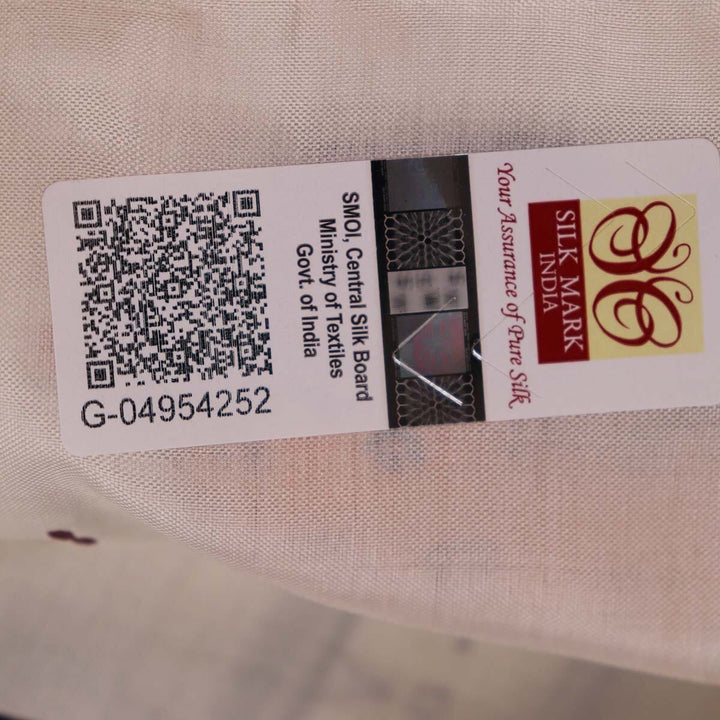 G-04954252
SMOI, Central Silk Board
Ministry of Textiles
Govt. of India
Your Assurance of Pure Silk
SILK MARK
INDIA